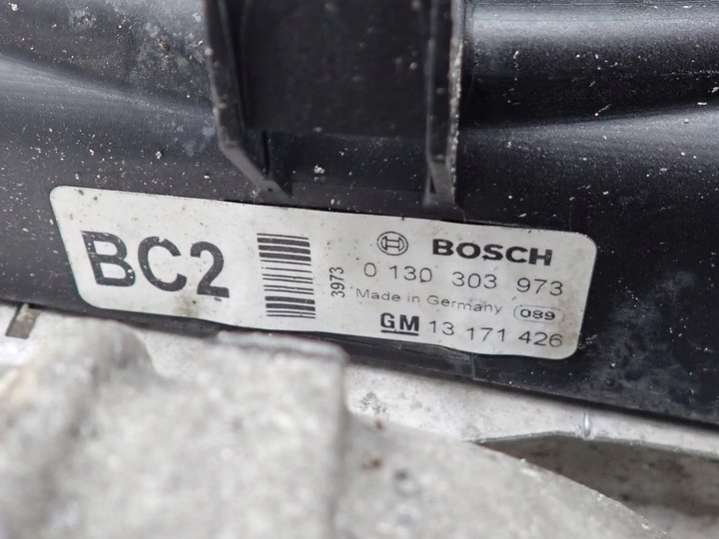 BC2
3973
BOSCH
0 130 303 973
Made in Germany 089
GM 13 171 426